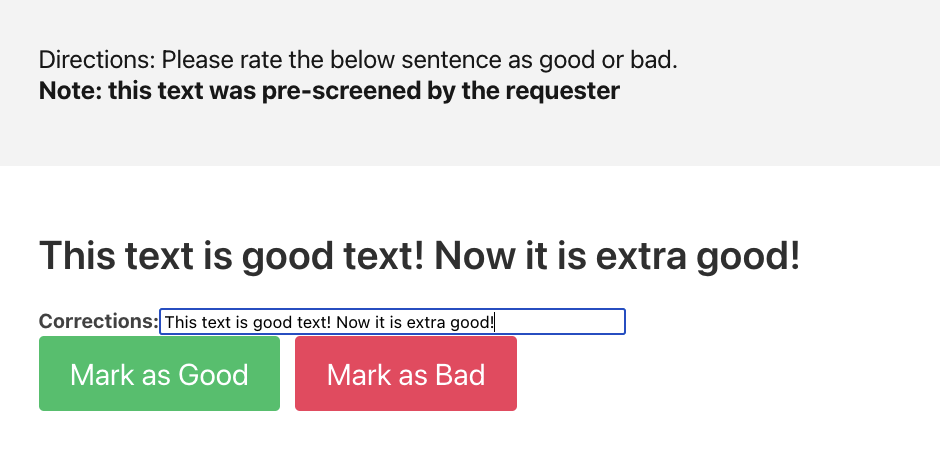 Directions: Please rate the below sentence as good or bad.
Note: this text was pre-screened by the requester
This text is good text! Now it is extra good!
Corrections: This text is good text! Now it is extra good!
Mark as Good Mark as Bad